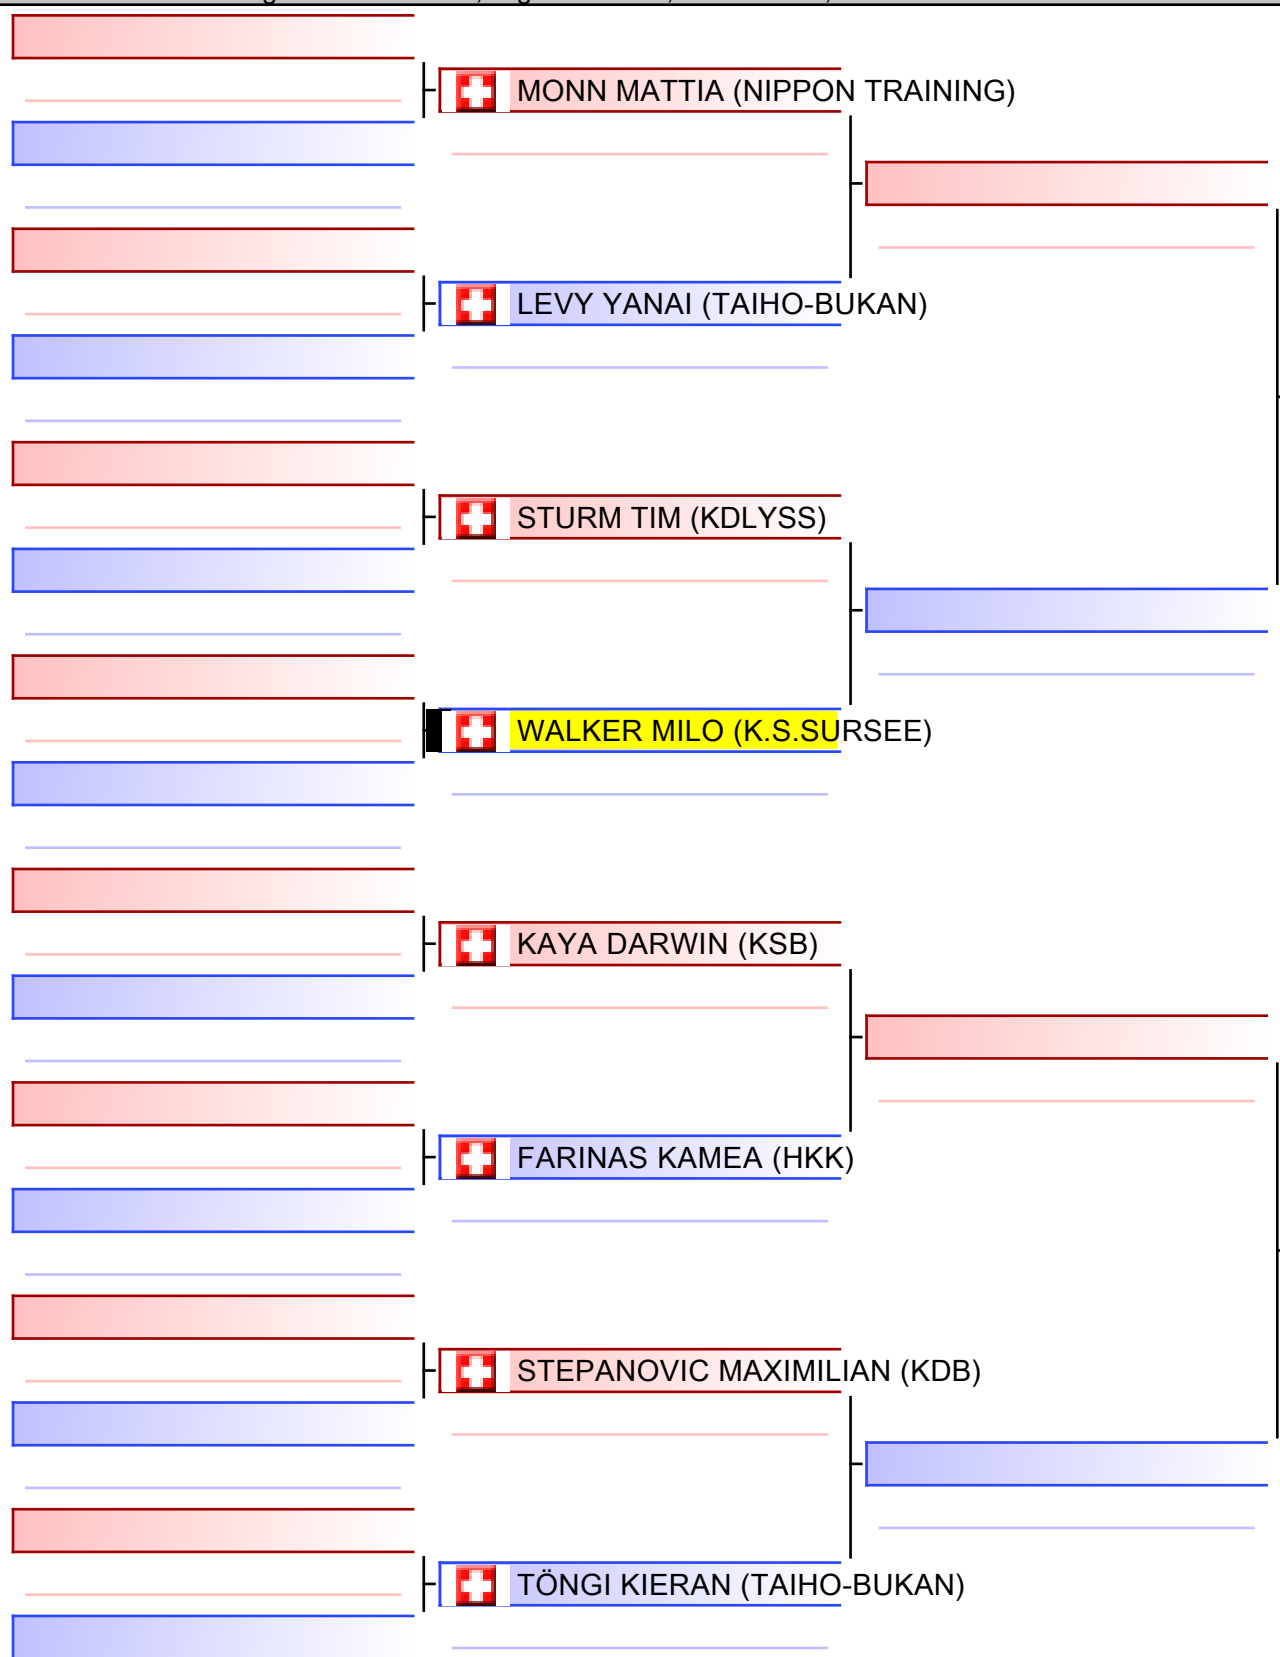 MONN MATTIA (NIPPON TRAINING)
LEVY YANAI (TAIHO-BUKAN)
STURM TIM (KDLYSS)
WALKER MILO (K.S.SURSEE)
KAYA DARWIN (KSB)
FARINAS KAMEA (HKK)
STEPANOVIC MAXIMILIAN (KDB)
TÖNGI KIERAN (TAIHO-BUKAN)